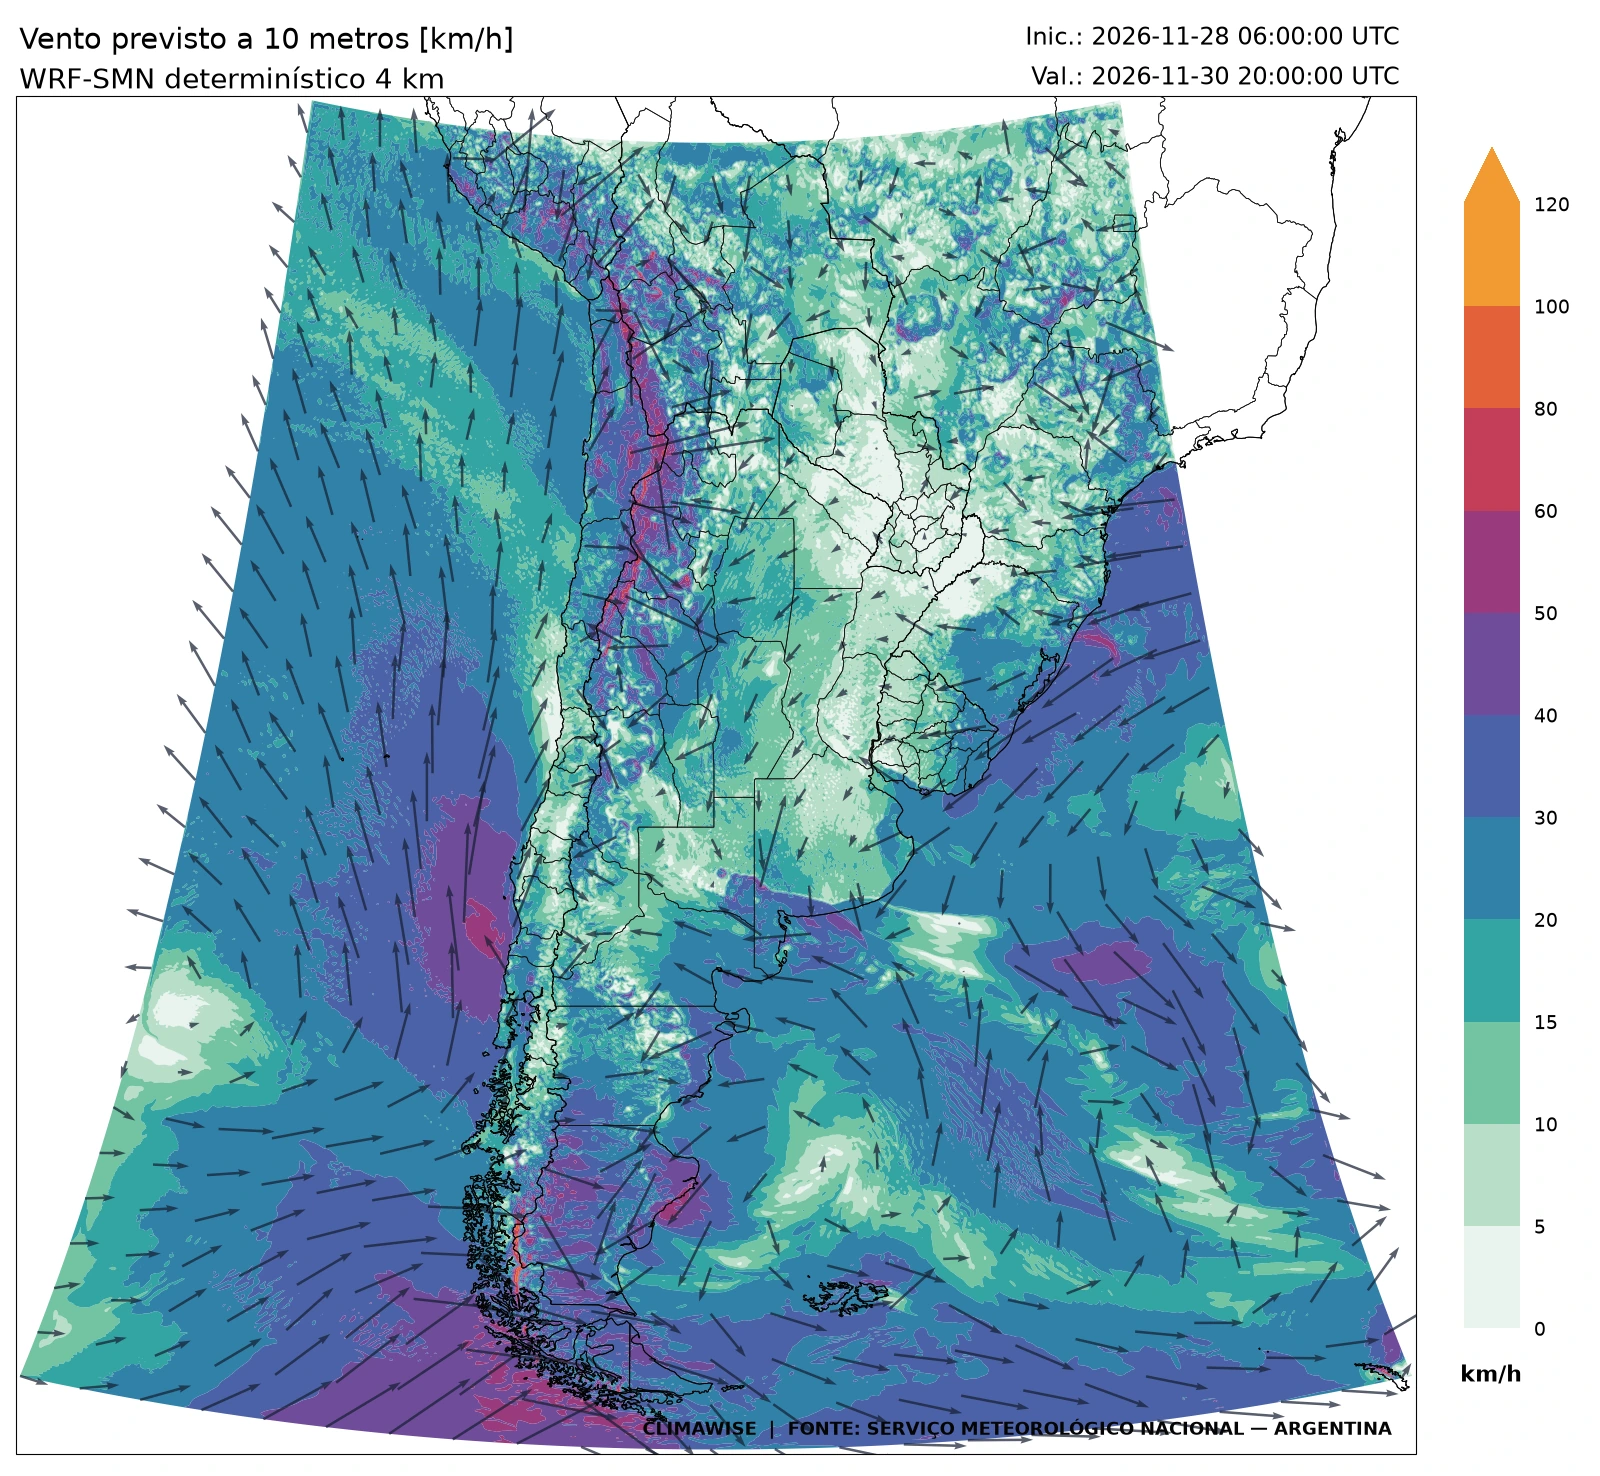 Vento previsto a 10 metros [km/h]
WRF-SMN determinístico 4 km
Inic.: 2026-11-28 06:00:00 UTC
Val.: 2026-11-30 20:00:00 UTC
120
100
80
60
50
40
30
20
15
10
5
0
km/h
CLIMAWISE | FONTE: SERVIÇO METEOROLÓGICO NACIONAL — ARGENTINA